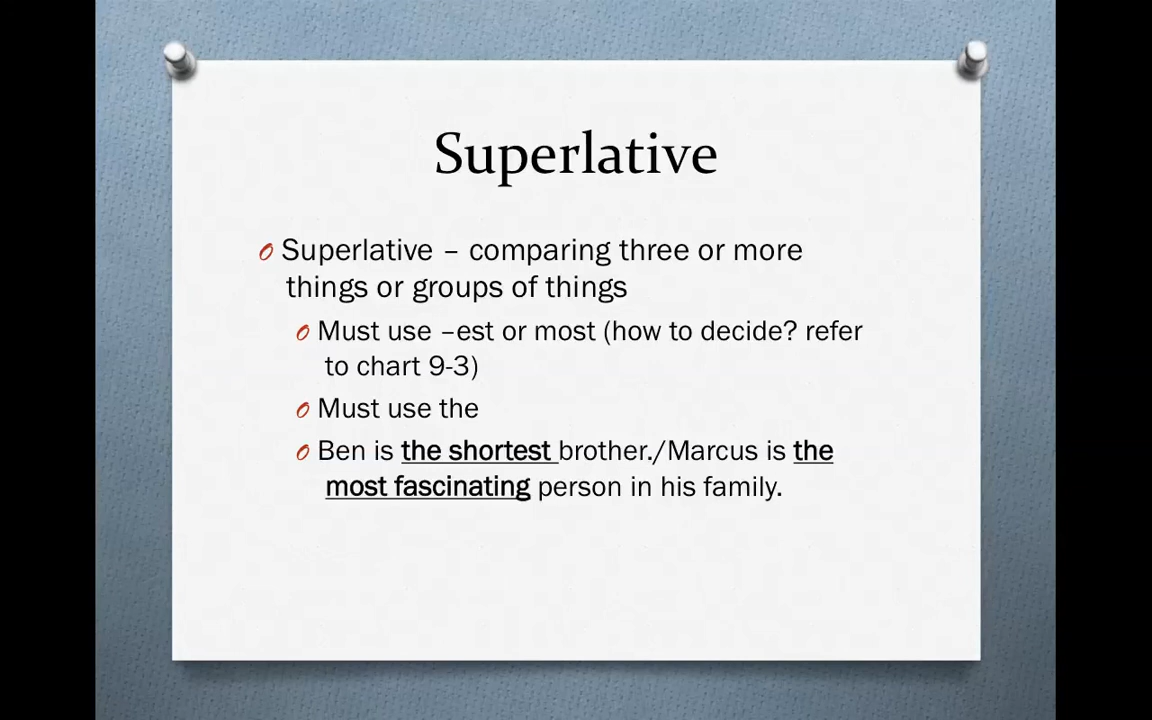 Superlative
Superlative – comparing three or more
things or groups of things
Must use –est or most (how to decide? refer
to chart 9-3)
Must use the
Ben is the shortest brother./Marcus is the
most fascinating person in his family.